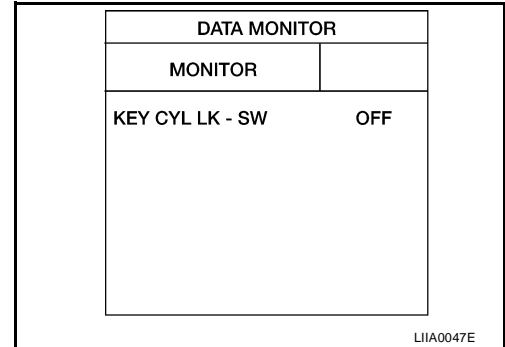 DATA MONITOR
MONITOR
KEY CYL LK - SW OFF
LIIA0047E